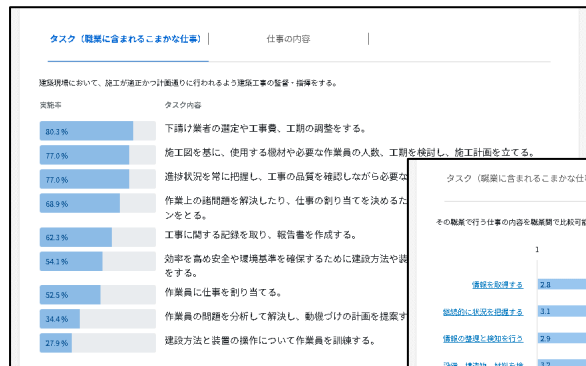 タスク（職業に含まれるこまかな仕事）
仕事の内容
建築現場において、施工が適正かつ計画通りに行われるよう建築工事の監督・指揮をする。
実施率 タスク内容
80.3% 下請け業者の選定や工事費、工期の調整をする。
77.0% 施工図を基に、使用する機材や必要な作業員の人数、工期を検討し、施工計画を立てる。
77.0% 進捗状況を常に把握し、工事の品質を確認しながら必要な
68.9% 作業上の諸問題を解決したり、仕事の割り当てを決めるた
ンをとる。
62.3% 工事に関する記録を取り、報告書を作成する。
54.1% 効率を高め安全や環境基準を確保するために建設方法や装
をする。
52.5% 作業員に仕事を割り当てる。
34.4% 作業員の問題を分析して解決し、動機づけの計画を提案す
27.9% 建設方法と装置の操作について作業員を訓練する。
タスク（職業に含まれるこまかな仕
その職業で行う仕事の内容を職業間で比較可能
1
情報を取得する 2.8
継続的に状況を把握する 3.1
情報の整理と検知を行う 2.9